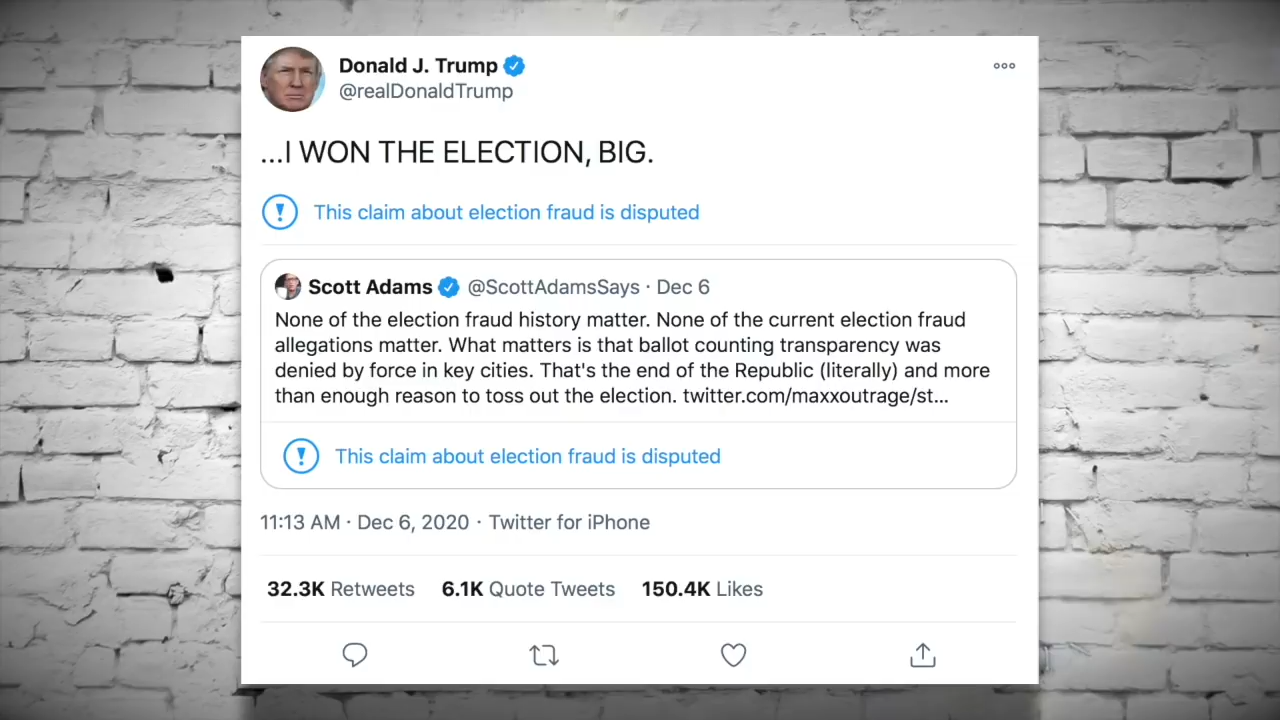 Donald J. Trump
@realDonaldTrump
...I WON THE ELECTION, BIG.
This claim about election fraud is disputed
Scott Adams @ScottAdamsSays · Dec 6
None of the election fraud history matter. None of the current election fraud
allegations matter. What matters is that ballot counting transparency was
denied by force in key cities. That's the end of the Republic (literally) and more
than enough reason to toss out the election. twitter.com/maxxoutrage/st...
This claim about election fraud is disputed
11:13 AM · Dec 6, 2020 · Twitter for iPhone
32.3K Retweets 6.1K Quote Tweets 150.4K Likes